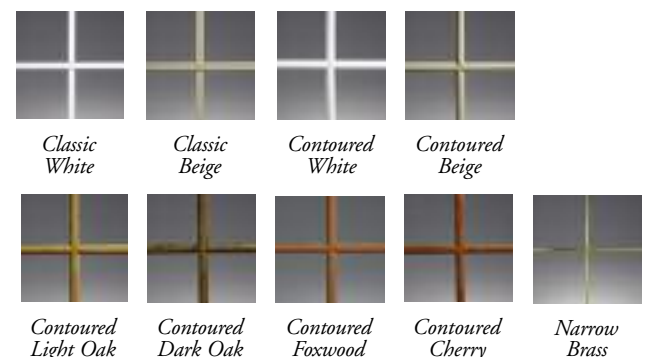 Classic
White
Classic
Beige
Contoured
White
Contoured
Beige
Contoured
Light Oak
Contoured
Dark Oak
Contoured
Foxwood
Contoured
Cherry
Narrow
Brass